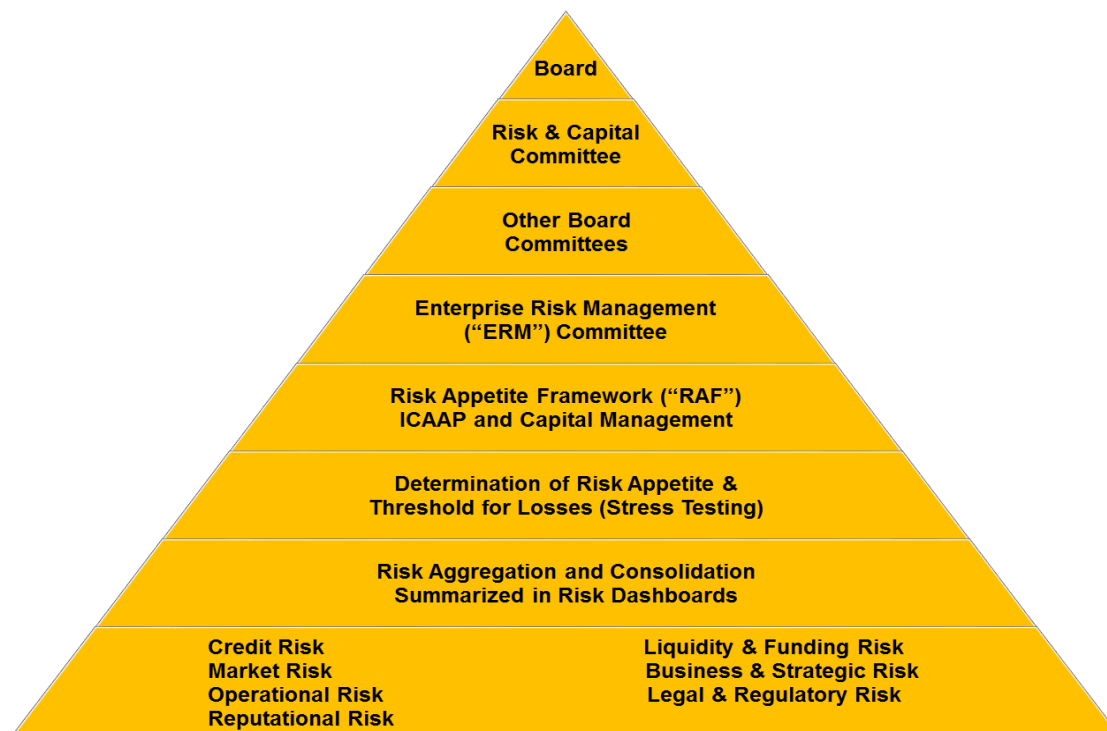 Board
Risk & Capital
Committee
Other Board
Committees
Enterprise Risk Management
(“ERM”) Committee
Risk Appetite Framework (“RAF”)
ICAAP and Capital Management
Determination of Risk Appetite &
Threshold for Losses (Stress Testing)
Risk Aggregation and Consolidation
Summarized in Risk Dashboards
Credit Risk
Market Risk
Operational Risk
Reputational Risk
Liquidity & Funding Risk
Business & Strategic Risk
Legal & Regulatory Risk